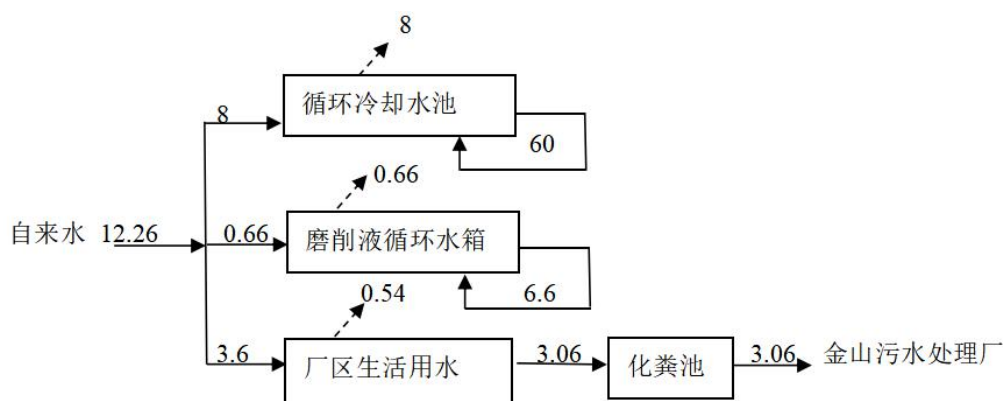 8
循环冷却水池
8
60
0.66
自来水 12.26
0.66
磨削液循环水箱
6.6
0.54
3.6
厂区生活用水
3.06
化粪池
3.06
金山污水处理厂